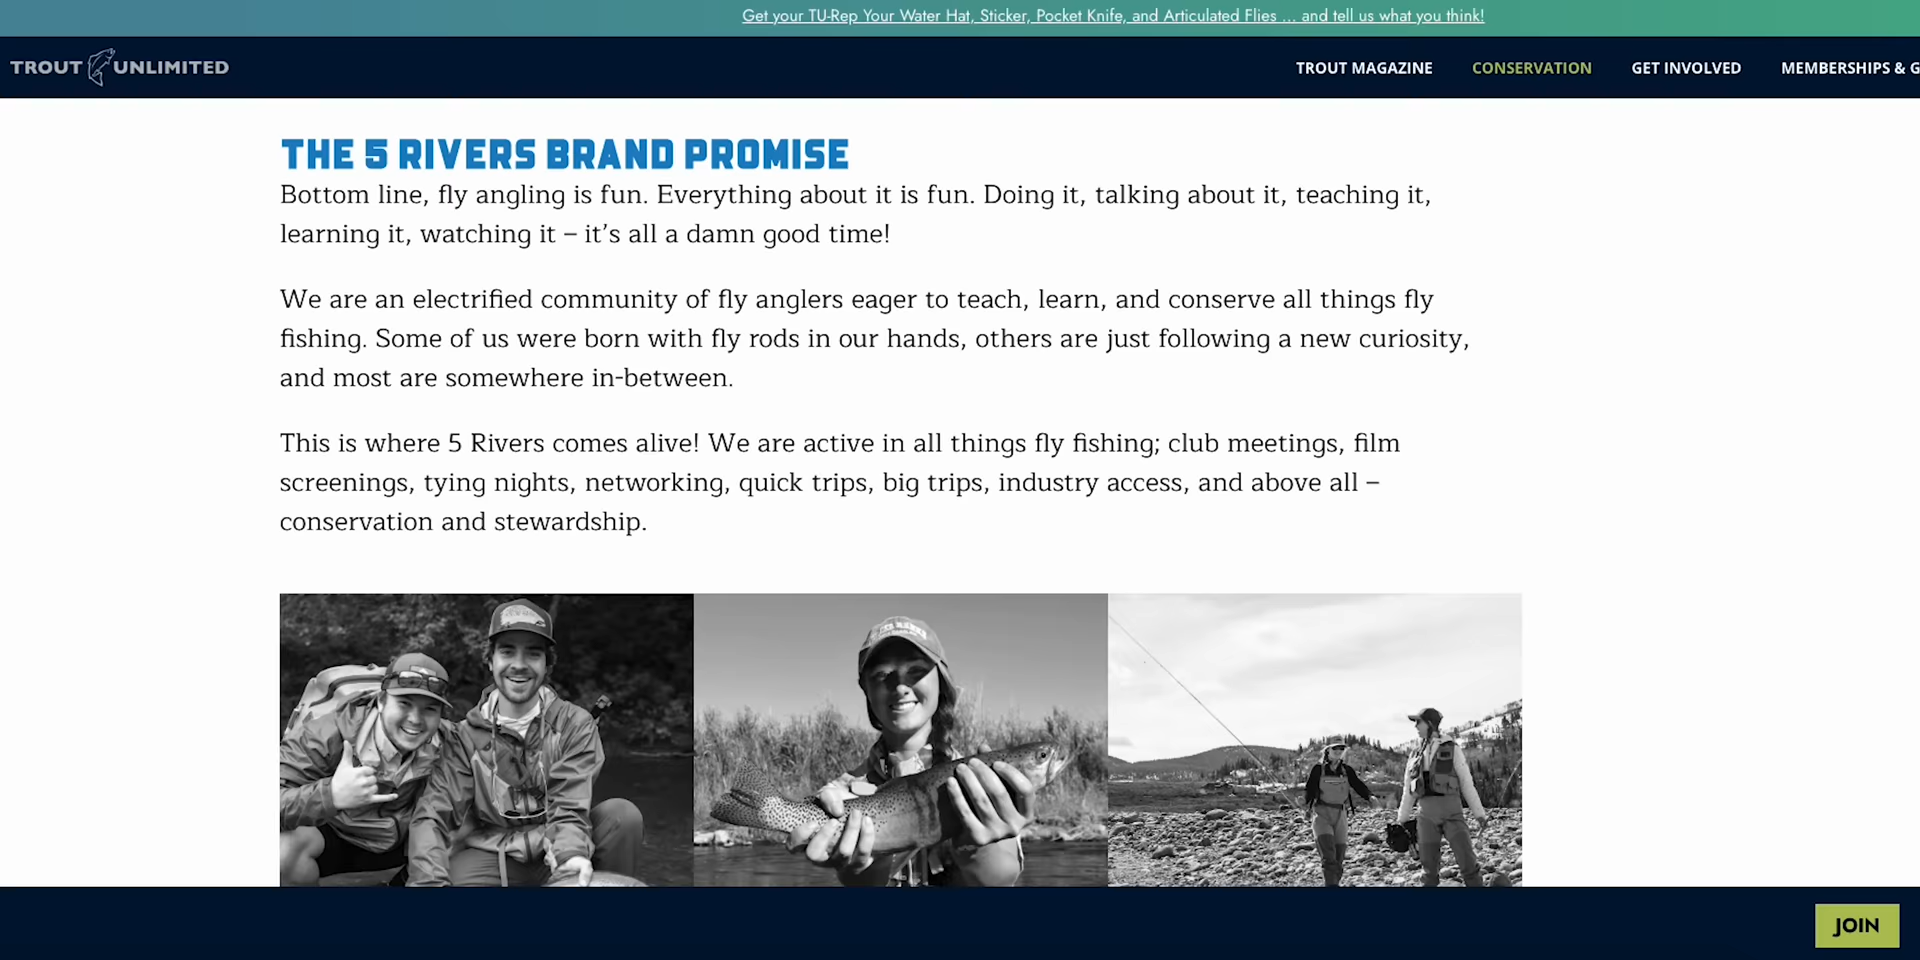 Get your TU-Rep Your Water Hat, Sticker, Pocket Knife, and Articulated Flies ... and tell us what you think!
TROUT UNLIMITED
TROUT MAGAZINE
CONSERVATION
GET INVOLVED
MEMBERSHIPS & G
THE 5 RIVERS BRAND PROMISE
Bottom line, fly angling is fun. Everything about it is fun. Doing it, talking about it, teaching it,
learning it, watching it – it’s all a damn good time!
We are an electrified community of fly anglers eager to teach, learn, and conserve all things fly
fishing. Some of us were born with fly rods in our hands, others are just following a new curiosity,
and most are somewhere in-between.
This is where 5 Rivers comes alive! We are active in all things fly fishing; club meetings, film
screenings, tying nights, networking, quick trips, big trips, industry access, and above all –
conservation and stewardship.
JOIN